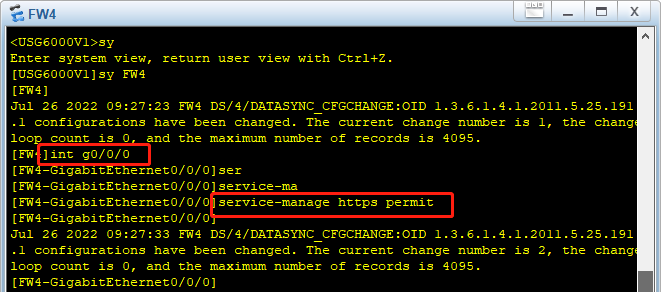 FW4
<USG6000V1>sy
Enter system view, return user view with Ctrl+Z.
[USG6000V1]sy FW4
[FW4]
Jul 26 2022 09:27:23 FW4 DS/4/DATASYNC_CFGCHANGE:OID 1.3.6.1.4.1.2011.5.25.191
.1 configurations have been changed. The current change number is 1, the change
loop count is 0, and the maximum number of records is 4095.
[FW4]int g0/0/0
[FW4-GigabitEthernet0/0/0]ser
[FW4-GigabitEthernet0/0/0]service-ma
[FW4-GigabitEthernet0/0/0]service-manage https permit
[FW4-GigabitEthernet0/0/0]
Jul 26 2022 09:27:33 FW4 DS/4/DATASYNC_CFGCHANGE:OID 1.3.6.1.4.1.2011.5.25.191
.1 configurations have been changed. The current change number is 2, the change
loop count is 0, and the maximum number of records is 4095.
[FW4-GigabitEthernet0/0/0]